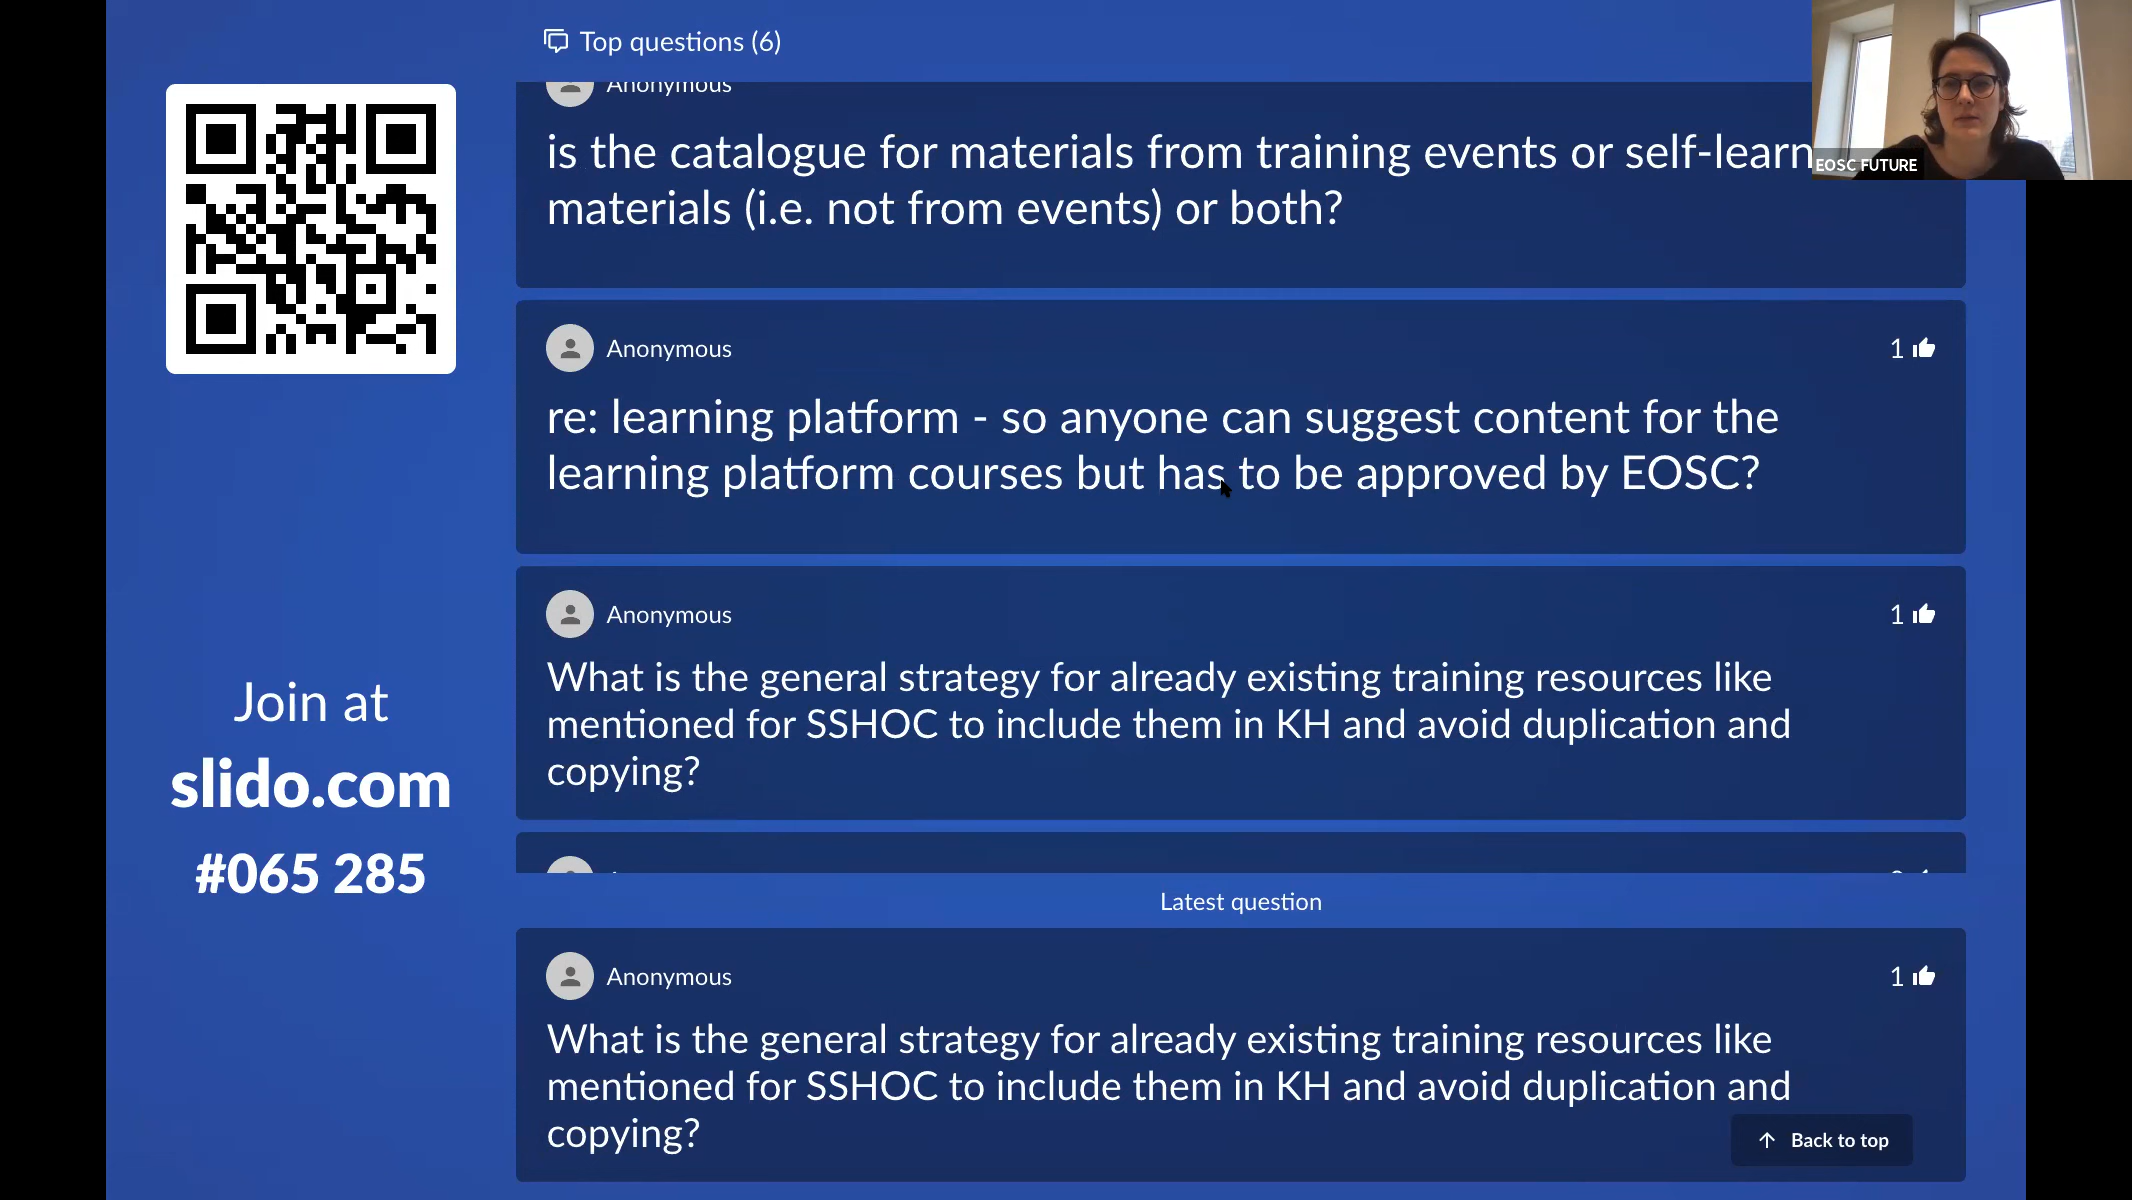 Top questions (6)
Anonymous
is the catalogue for materials from training events or self-learn
materials (i.e. not from events) or both?
EOSC FUTURE
Anonymous
1
re: learning platform - so anyone can suggest content for the
learning platform courses but has to be approved by EOSC?
Anonymous
1
What is the general strategy for already existing training resources like
mentioned for SSHOC to include them in KH and avoid duplication and
copying?
Join at
slido.com
#065 285
Latest question
Anonymous
1
What is the general strategy for already existing training resources like
mentioned for SSHOC to include them in KH and avoid duplication and
copying?
Back to top